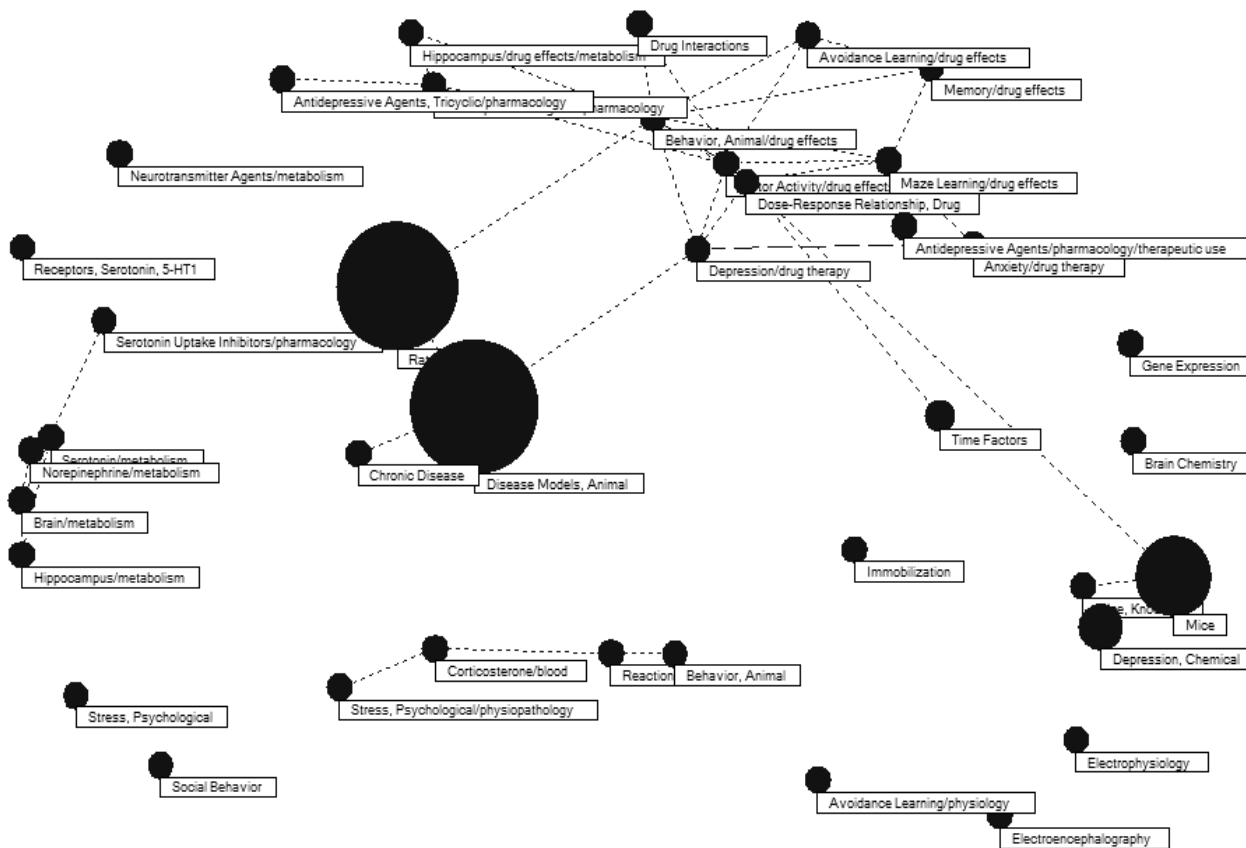 Drug Interactions
Hippocampus/drug effects/metabolism
Avoidance Learning/drug effects
Memory/drug effects
Antidepressive Agents, Tricyclic/pharmacology
pharmacology
Behavior, Animal/drug effects
Neurotransmitter Agents/metabolism
Activity/drug effects
Maze Learning/drug effects
Dose-Response Relationship, Drug
Antidepressive Agents/pharmacology/therapeutic use
Receptors, Serotonin, 5-HT1
Depression/drug therapy
Anxiety/drug therapy
Serotonin Uptake Inhibitors/pharmacology
Gene Expression
Time Factors
Serotonin/metabolism
Norepinephrine/metabolism
Chronic Disease
Disease Models, Animal
Brain Chemistry
Brain/metabolism
Hippocampus/metabolism
Immobilization
Mice
Depression, Chemical
Corticosterone/blood
Reaction
Behavior, Animal
Stress, Psychological/physiopathology
Stress, Psychological
Social Behavior
Electrophysiology
Avoidance Learning/physiology
Electroencephalography